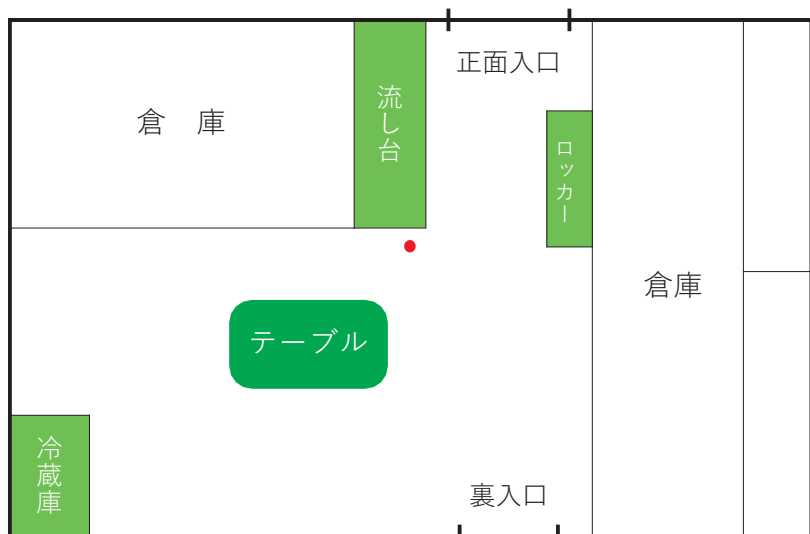 正面入口
倉　庫
流し台
ロッカー
倉庫
テーブル
冷蔵庫
裏入口